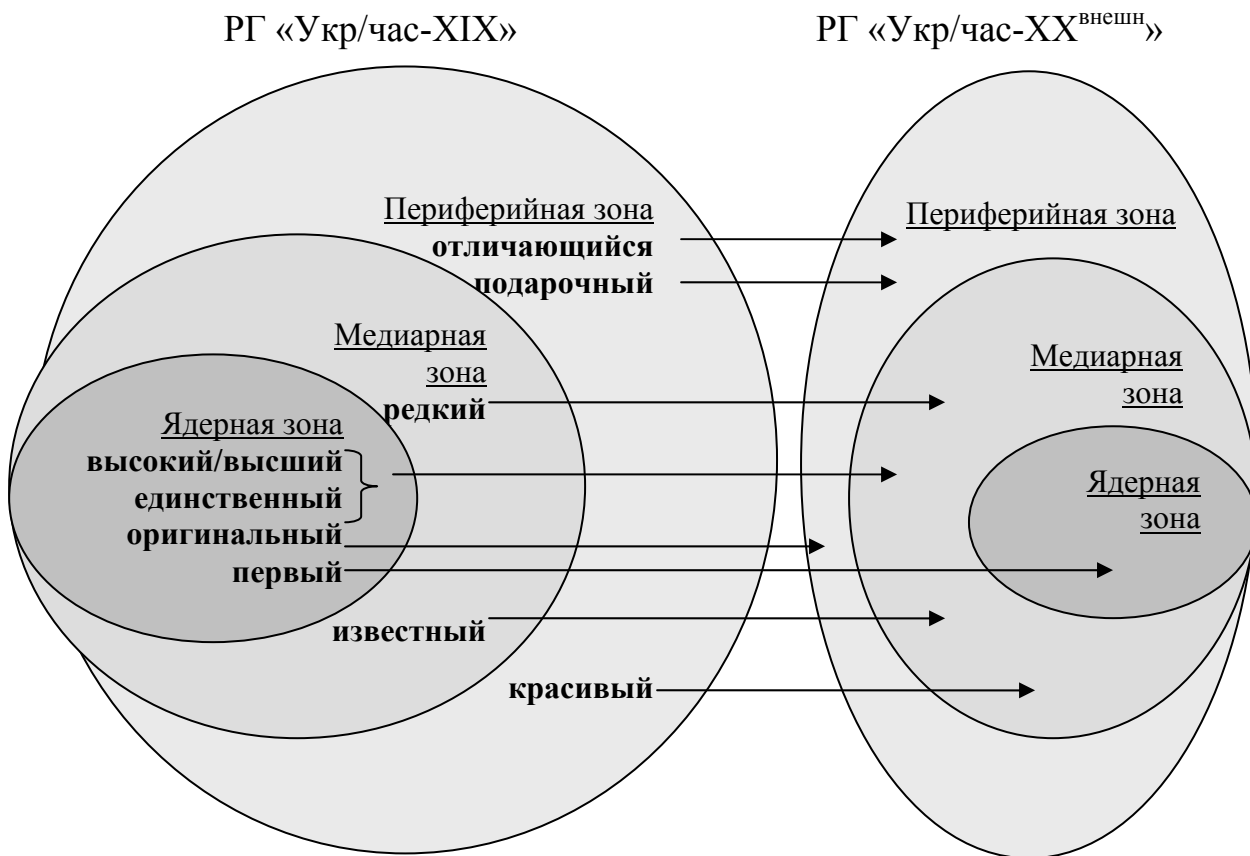 РГ «Укр/час-XIX»
РГ «Укр/час-XXвнешн»
Периферийная зона
отличающийся
подарочный
Медиарная
зона
редкий
Ядерная зона
высокий/высший
единственный
оригинальный
первый
известный
красивый
Периферийная зона
Медиарная
зона
Ядерная
зона